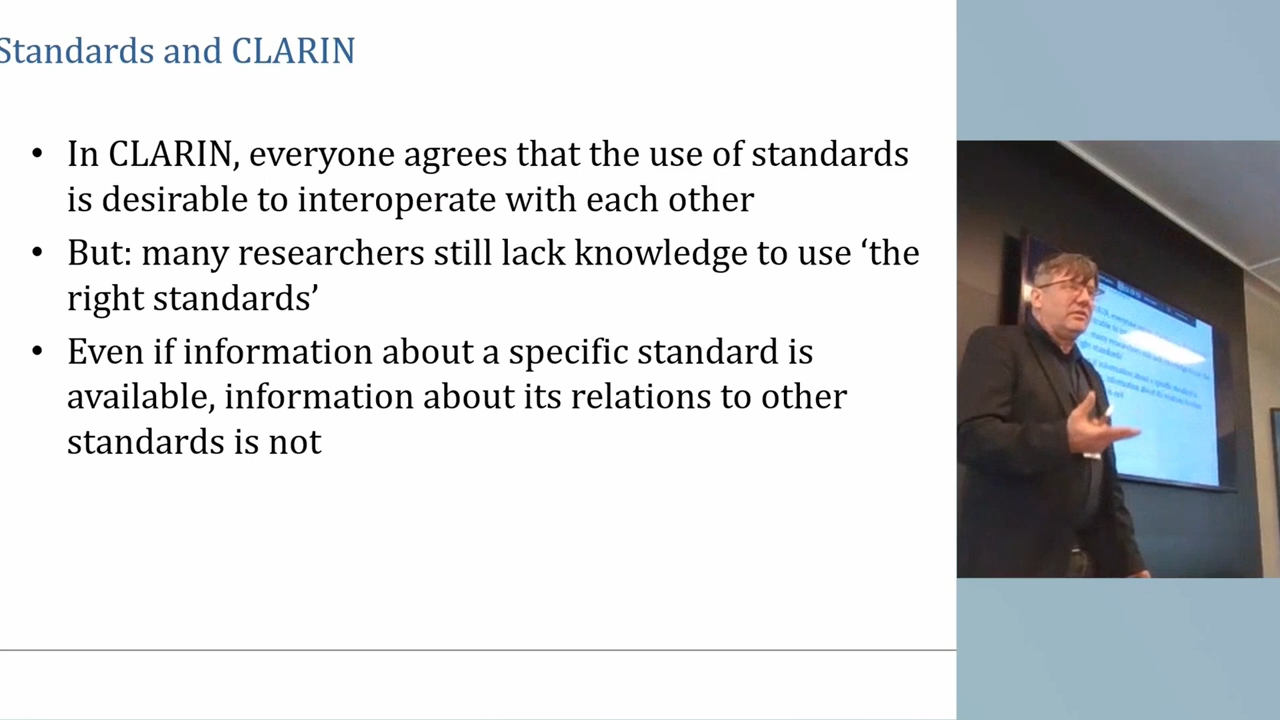 Standards and CLARIN
• In CLARIN, everyone agrees that the use of standards
is desirable to interoperate with each other
• But: many researchers still lack knowledge to use ‘the
right standards’
• Even if information about a specific standard is
available, information about its relations to other
standards is not